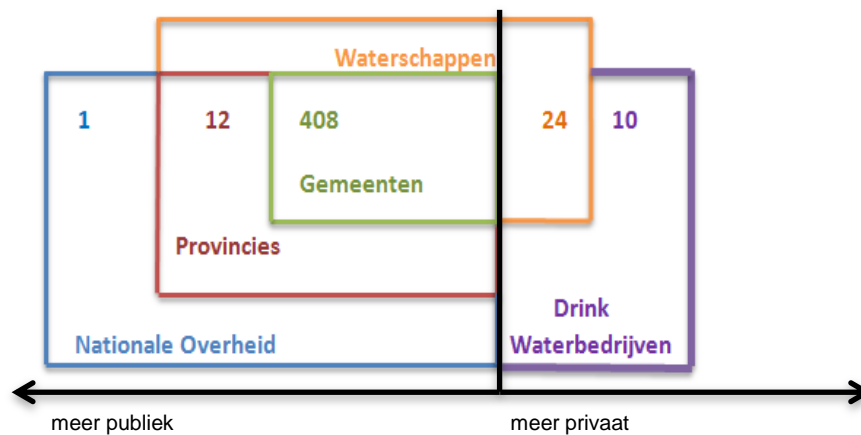 Waterschappen
1 12 408 24 10
Gemeenten
Provincies
Drink
Nationale Overheid Waterbedrijven
meer publiek meer privaat